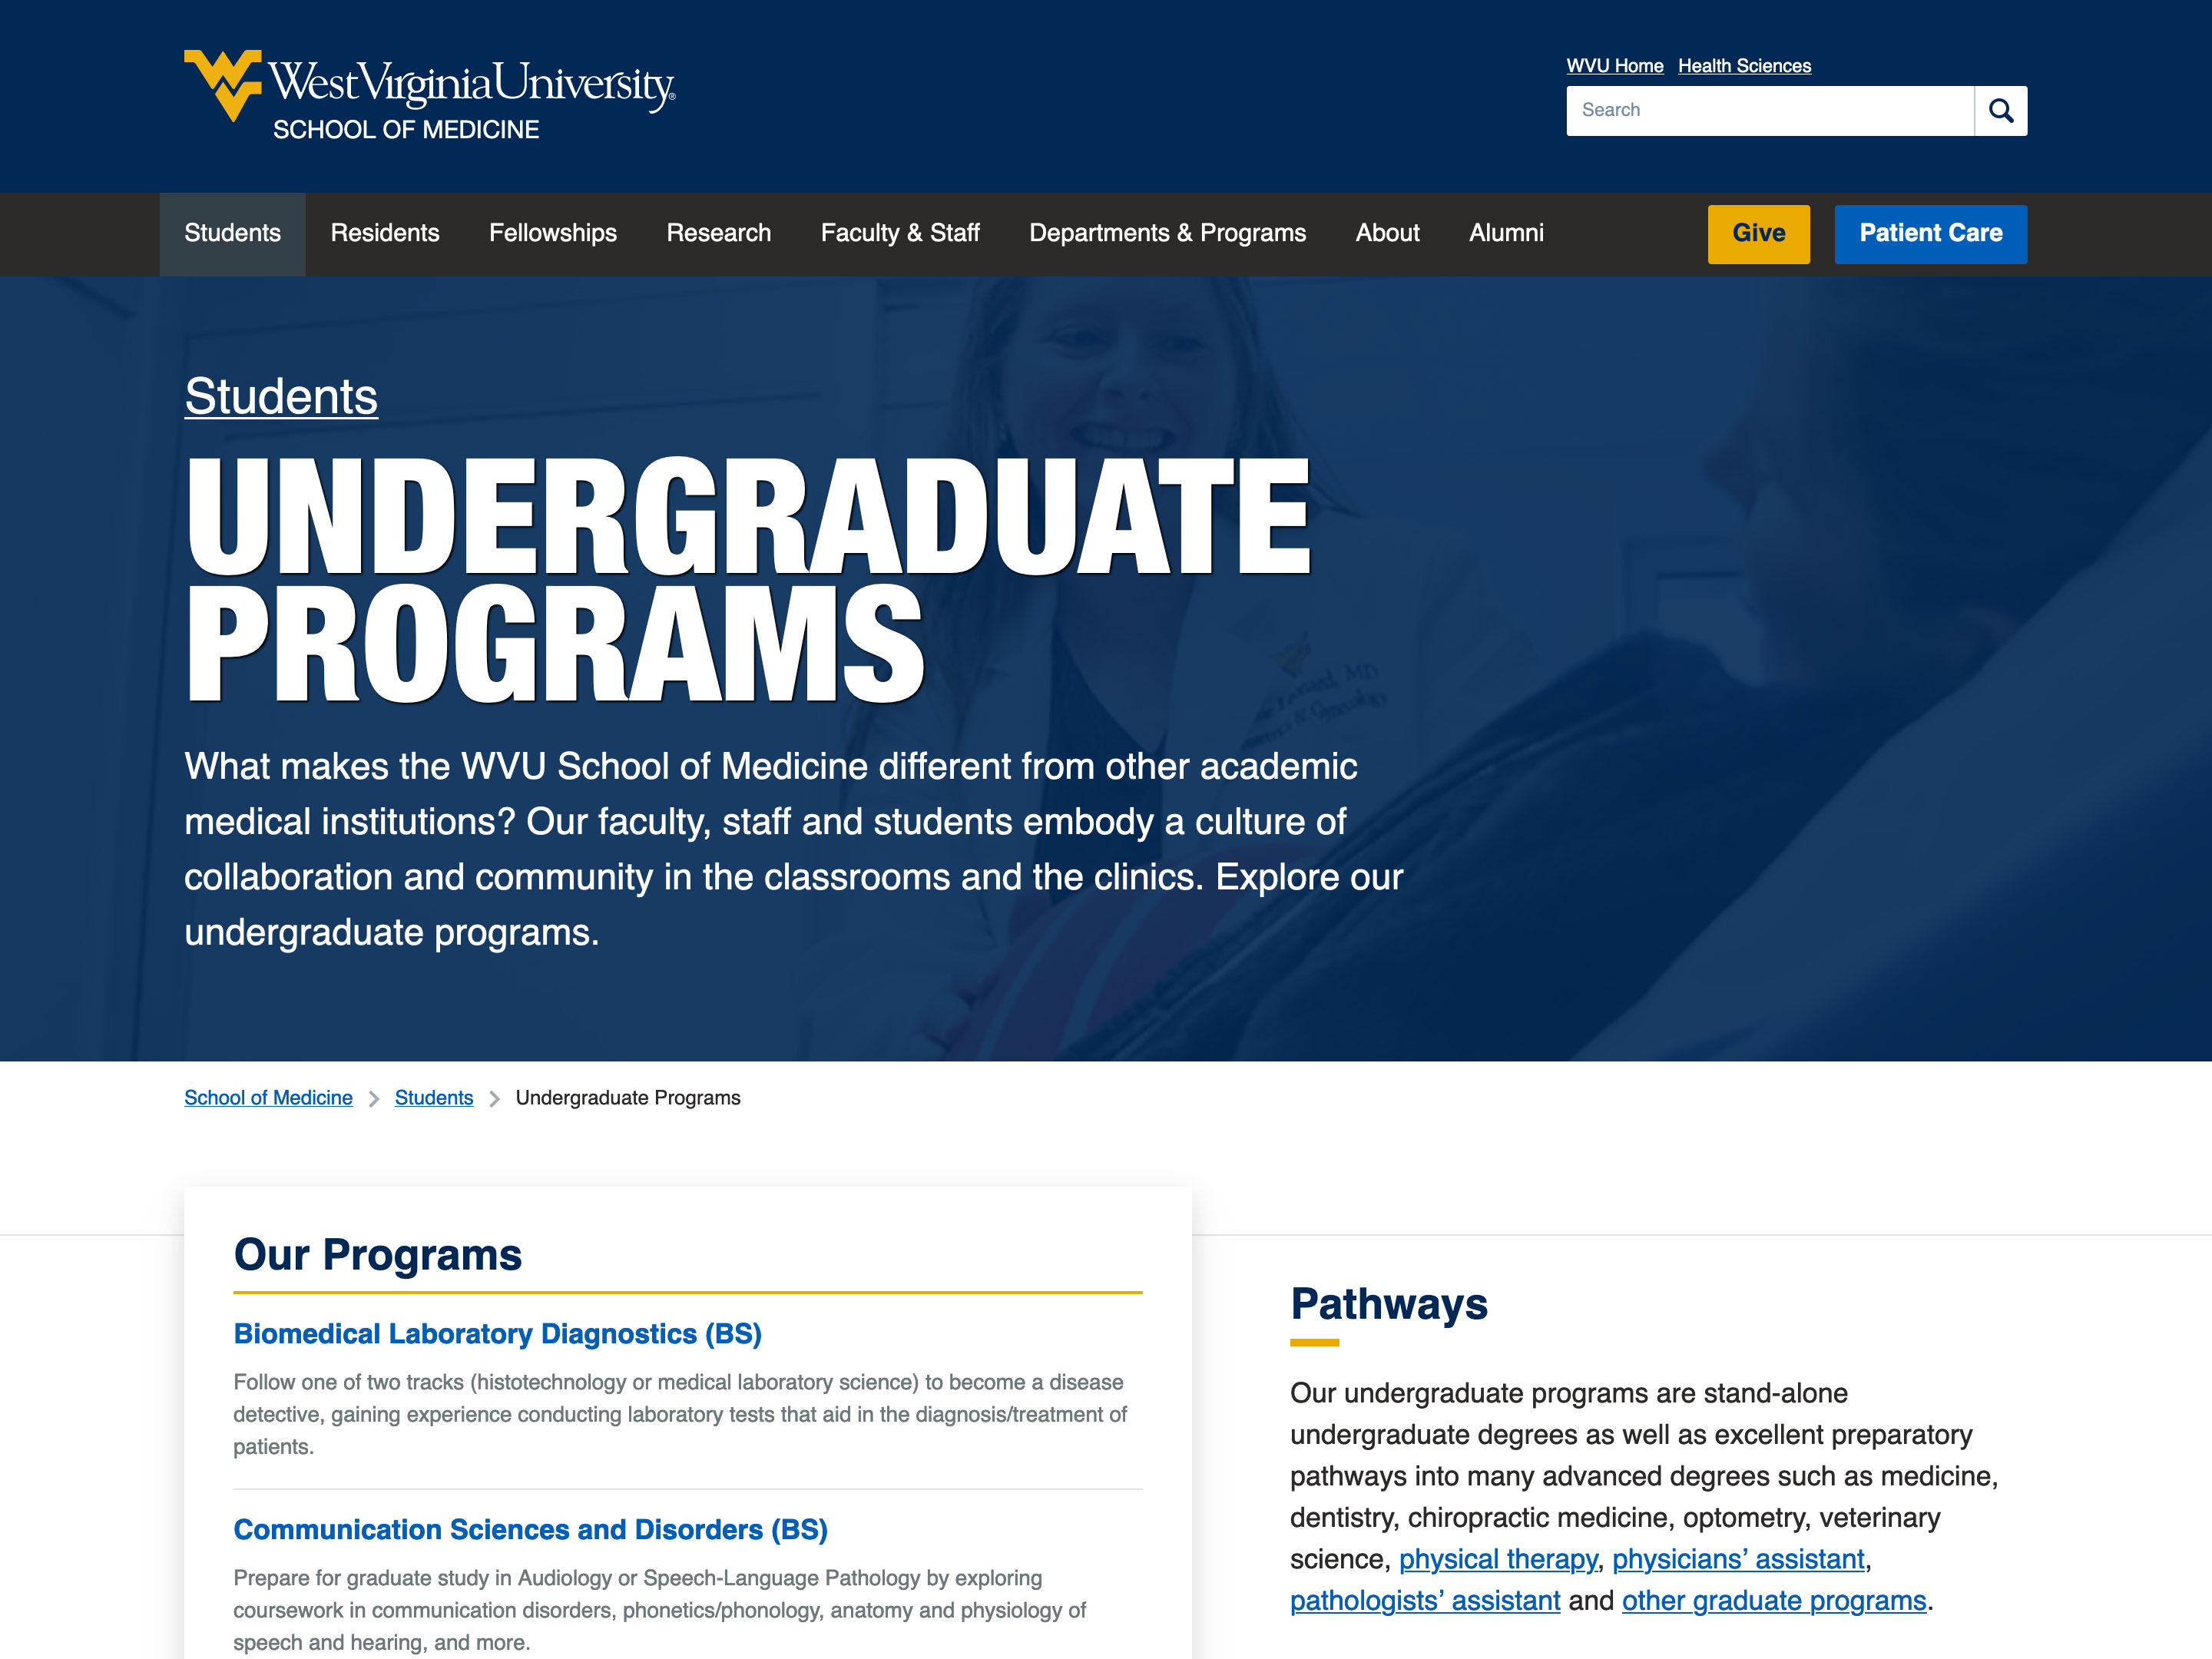 WestVirginiaUniversity®
SCHOOL OF MEDICINE
WVU Home Health Sciences
Search
Students Residents Fellowships Research Faculty & Staff Departments & Programs About Alumni Give Patient Care
Students
UNDERGRADUATE
PROGRAMS
MD
& Gynecology
What makes the WVU School of Medicine different from other academic
medical institutions? Our faculty, staff and students embody a culture of
collaboration and community in the classrooms and the clinics. Explore our
undergraduate programs.
School of Medicine > Students > Undergraduate Programs
Our Programs
Biomedical Laboratory Diagnostics (BS)
Follow one of two tracks (histotechnology or medical laboratory science) to become a disease
detective, gaining experience conducting laboratory tests that aid in the diagnosis/treatment of
patients.
Communication Sciences and Disorders (BS)
Prepare for graduate study in Audiology or Speech-Language Pathology by exploring
coursework in communication disorders, phonetics/phonology, anatomy and physiology of
speech and hearing, and more.
Pathways
Our undergraduate programs are stand-alone
undergraduate degrees as well as excellent preparatory
pathways into many advanced degrees such as medicine,
dentistry, chiropractic medicine, optometry, veterinary
science, physical therapy, physicians’ assistant,
pathologists’ assistant and other graduate programs.